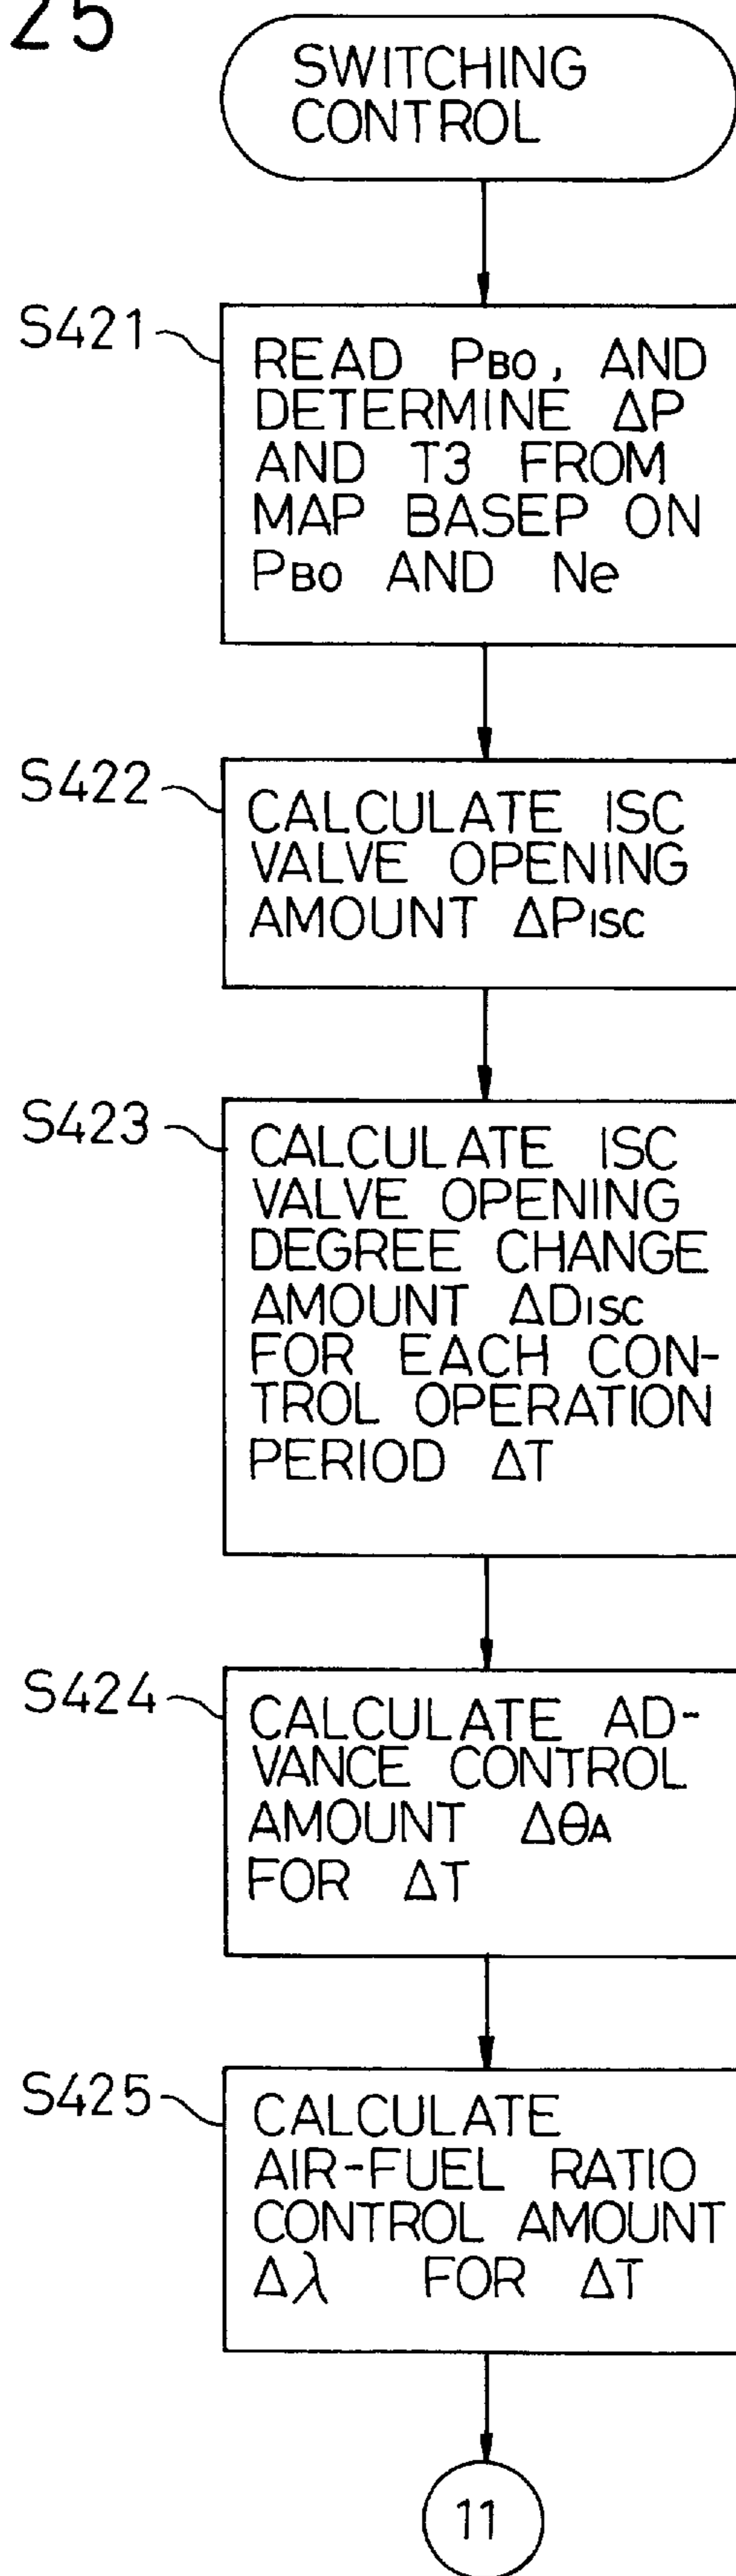 25
SWITCHING
CONTROL
S421
READ PBO, AND
DETERMINE ΔP
AND T3 FROM
MAP BASEP ON
PBO AND Ne
S422
CALCULATE ISC
VALVE OPENING
AMOUNT ΔPISC
S423
CALCULATE ISC
VALVE OPENING
DEGREE CHANGE
AMOUNT ΔDISC
FOR EACH CON-
TROL OPERATION
PERIOD ΔT
S424
CALCULATE AD-
VANCE CONTROL
AMOUNT ΔθA
FOR ΔT
S425
CALCULATE
AIR-FUEL RATIO
CONTROL AMOUNT
Δλ FOR ΔT
11